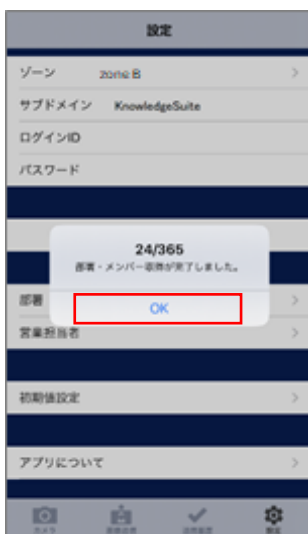 設定
ゾーン zone B
サブドメイン KnowledgeSuite
ログインID
パスワード
24/365
部署・メンバー取得が完了しました。
OK
部署
営業担当者
初期値設定
アプリについて
カメラ
設定